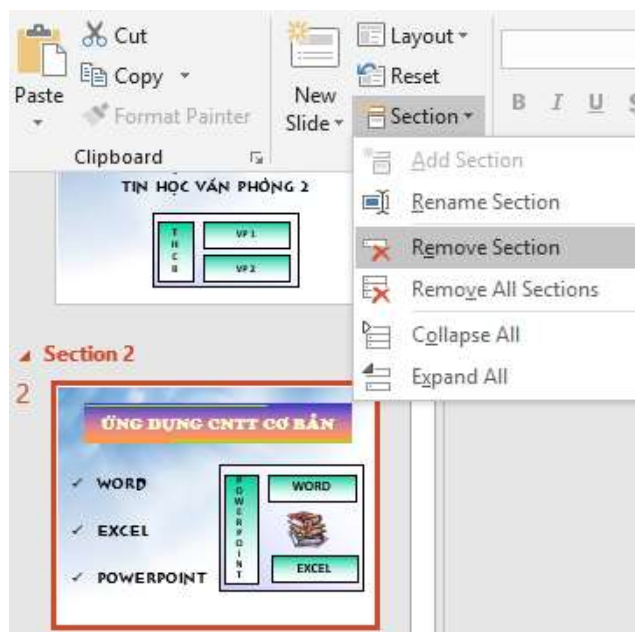 Cut
Copy
Paste
Format Painter
Clipboard
New
Slide
Layout
Reset
Section
B I U S
Add Section
Rename Section
Remove Section
Remove All Sections
Collapse All
Expand All
TIN HỌC VĂN PHÒNG 2
THCB
VP 1
VP 2
Section 2
2
ỨNG DỤNG CNTT CƠ BẢN
✓ WORD
✓ EXCEL
✓ POWERPOINT
POWERPOINT
WORD
EXCEL